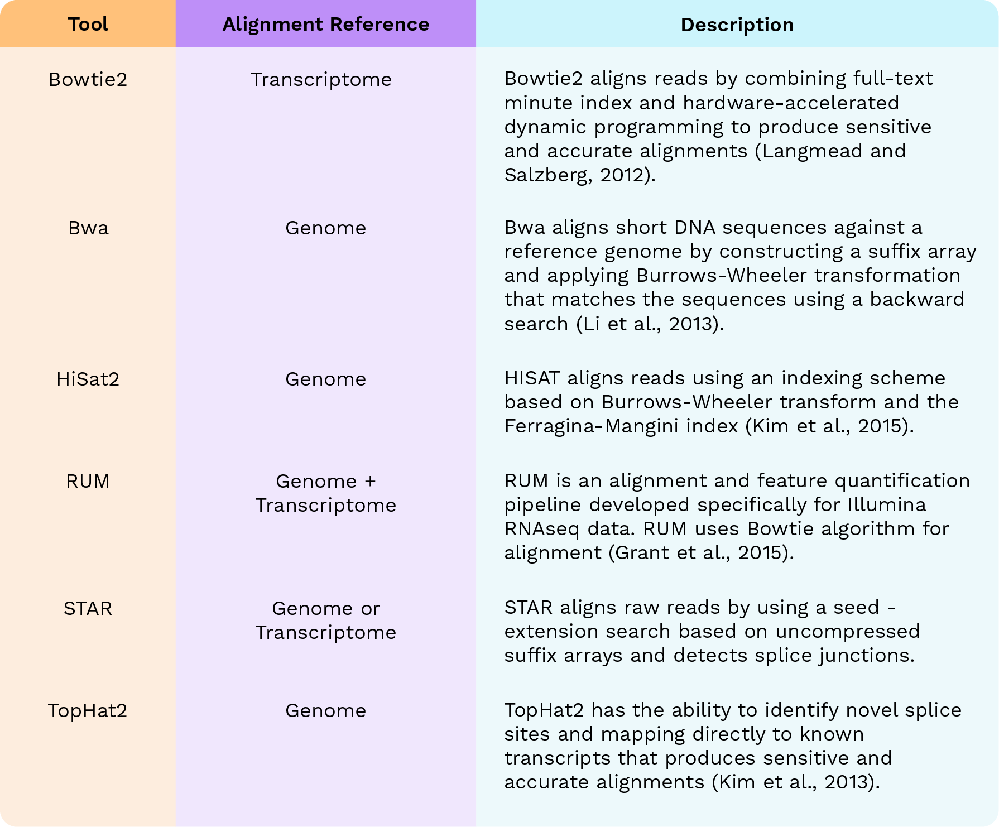 Tool
Alignment Reference
Description
Bowtie2
Transcriptome
Bowtie2 aligns reads by combining full-text
minute index and hardware-accelerated
dynamic programming to produce sensitive
and accurate alignments (Langmead and
Salzberg, 2012).
Bwa
Genome
Bwa aligns short DNA sequences against a
reference genome by constructing a suffix array
and applying Burrows-Wheeler transformation
that matches the sequences using a backward
search (Li et al., 2013).
HiSat2
Genome
HISAT aligns reads using an indexing scheme
based on Burrows-Wheeler transform and the
Ferragina-Mangini index (Kim et al., 2015).
RUM
Genome +
Transcriptome
RUM is an alignment and feature quantification
pipeline developed specifically for Illumina
RNAseq data. RUM uses Bowtie algorithm for
alignment (Grant et al., 2015).
STAR
Genome or
Transcriptome
STAR aligns raw reads by using a seed -
extension search based on uncompressed
suffix arrays and detects splice junctions.
TopHat2
Genome
TopHat2 has the ability to identify novel splice
sites and mapping directly to known
transcripts that produces sensitive and
accurate alignments (Kim et al., 2013).